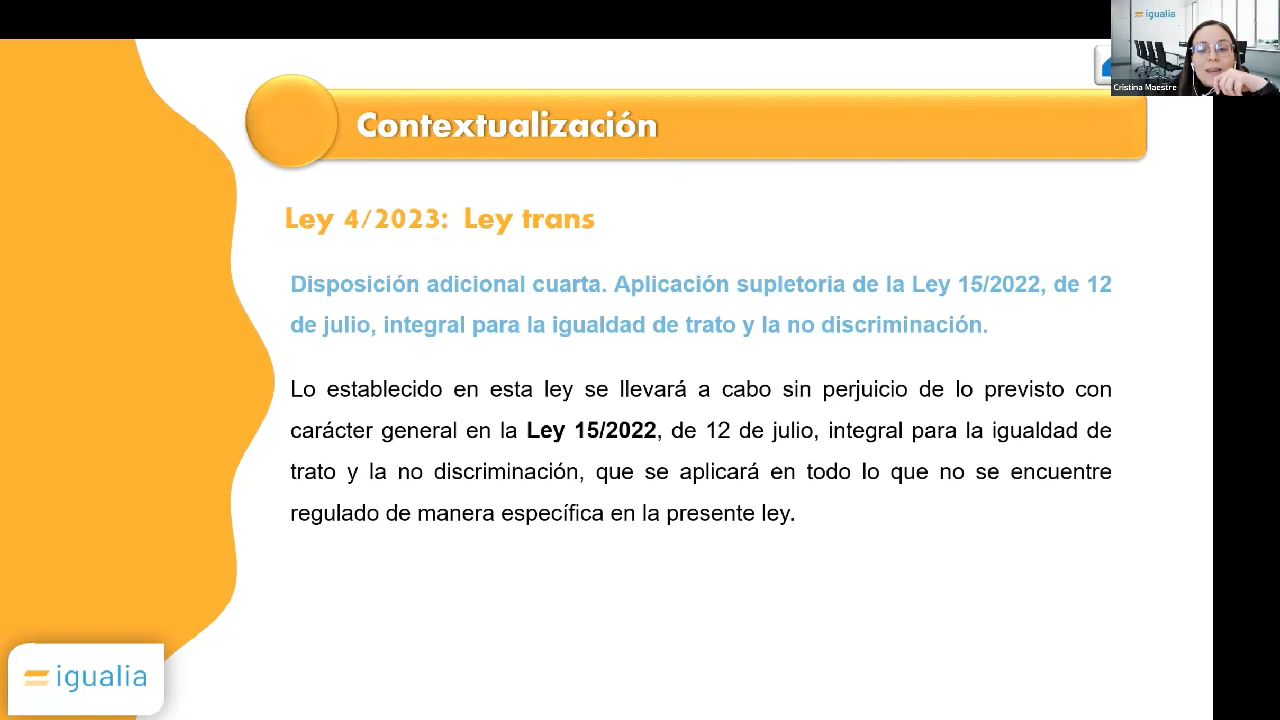 igualia
Cristina Maestre
Contextualización
Ley 4/2023: Ley trans
Disposición adicional cuarta. Aplicación supletoria de la Ley 15/2022, de 12
de julio, integral para la igualdad de trato y la no discriminación.
Lo establecido en esta ley se llevará a cabo sin perjuicio de lo previsto con
carácter general en la Ley 15/2022, de 12 de julio, integral para la igualdad de
trato y la no discriminación, que se aplicará en todo lo que no se encuentre
regulado de manera específica en la presente ley.
igualia